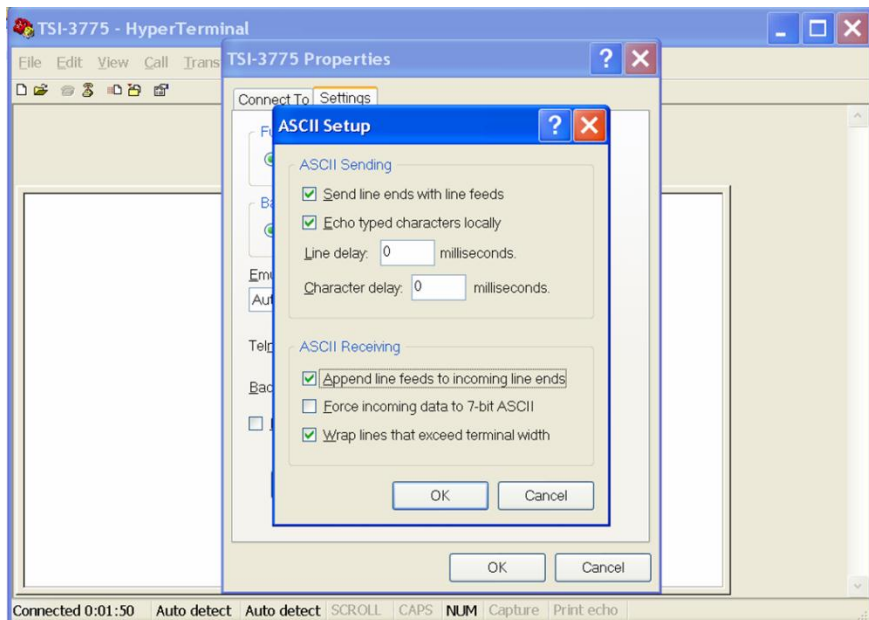 TSI-3775 - HyperTerminal
File Edit View Call Trans
TSI-3775 Properties
Connect To Settings
ASCII Setup
ASCII Sending
Send line ends with line feeds
Echo typed characters locally
Line delay: 0 milliseconds.
Character delay: 0 milliseconds.
ASCII Receiving
Append line feeds to incoming line ends
Force incoming data to 7-bit ASCII
Wrap lines that exceed terminal width
OK Cancel
OK Cancel
Connected 0:01:50 Auto detect Auto detect SCROLL CAPS NUM Capture Print echo